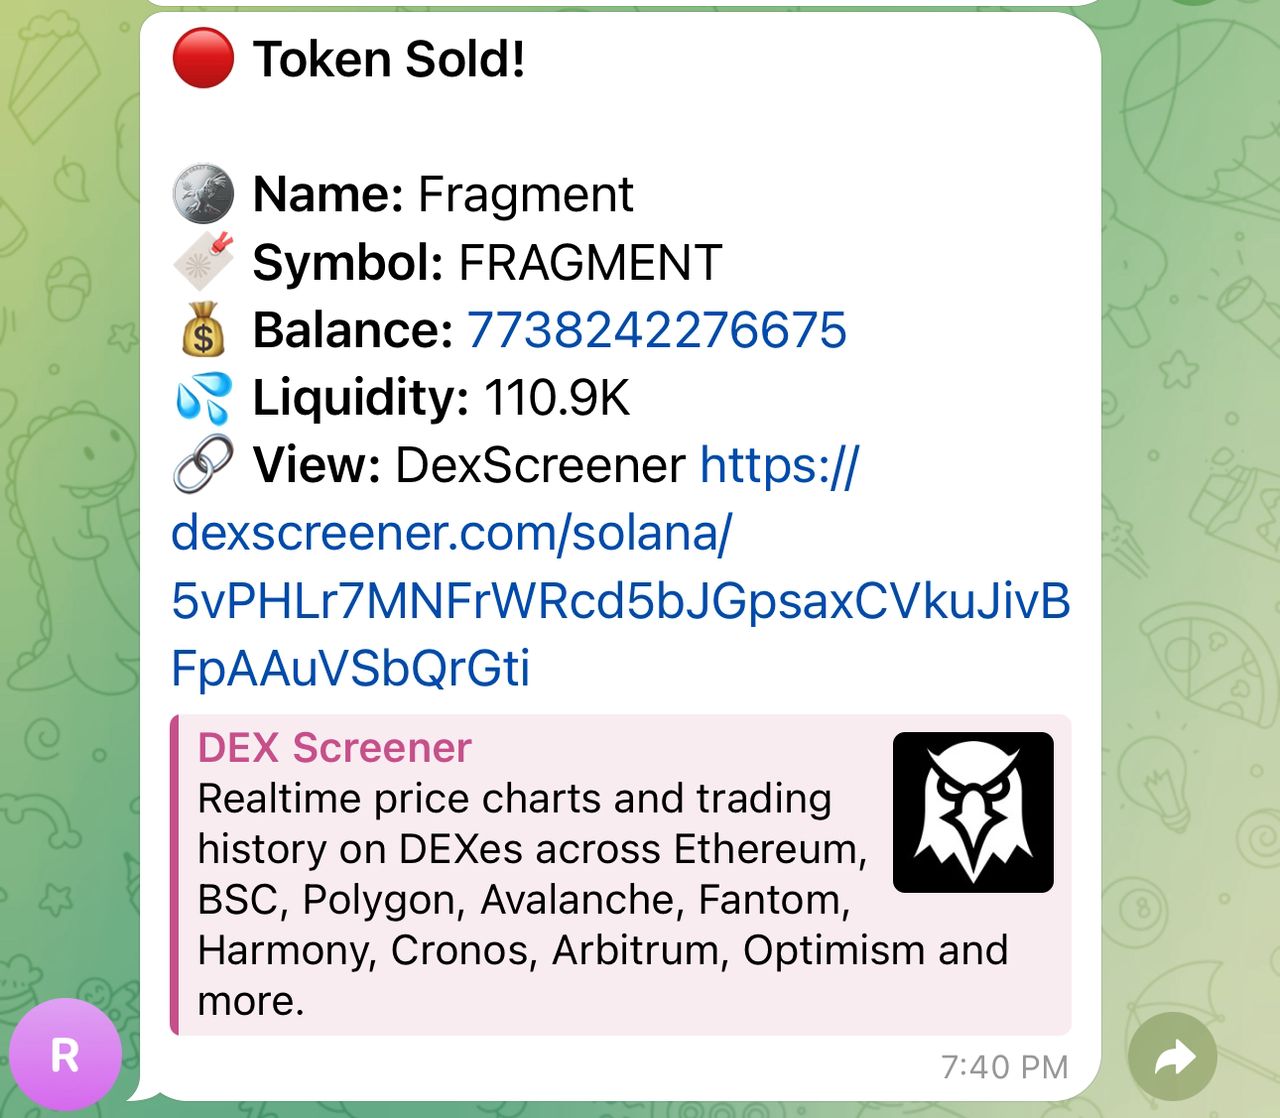 🔴 Token Sold!
Name: Fragment
Symbol: FRAGMENT
Balance: 7738242276675
Liquidity: 110.9K
View: DexScreener https://
dexscreener.com/solana/
5vPHLr7MNFrWRcd5bJGpsaxCVkuJivB
FpAAuVSbQrGti
DEX Screener
Realtime price charts and trading
history on DEXes across Ethereum,
BSC, Polygon, Avalanche, Fantom,
Harmony, Cronos, Arbitrum, Optimism and
more.
R
7:40 PM